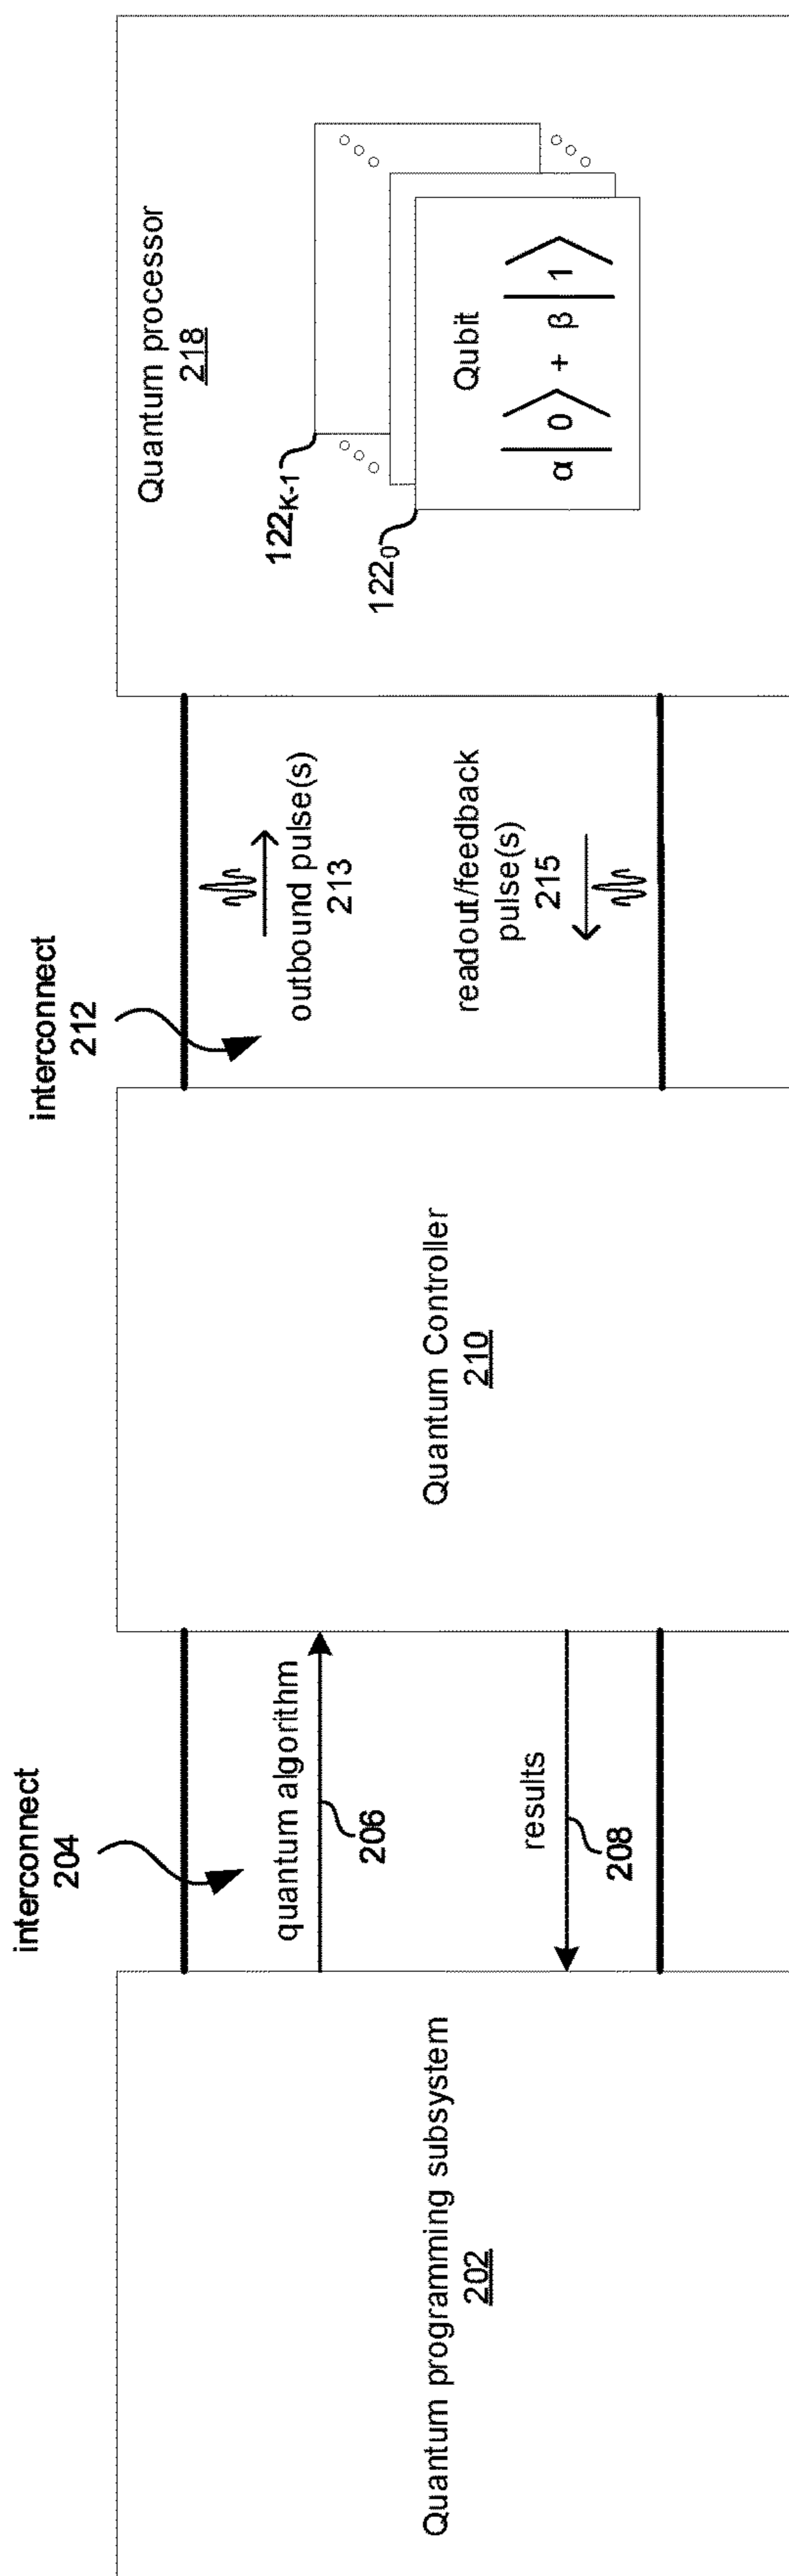 Quantum programming subsystem
202
interconnect
204
quantum algorithm
206
results
208
Quantum Controller
210
interconnect
212
outbound pulse(s)
213
readout/feedback
pulse(s)
215
Quantum processor
218
122K-1
1220
Qubit
α|0⟩ + β|1⟩